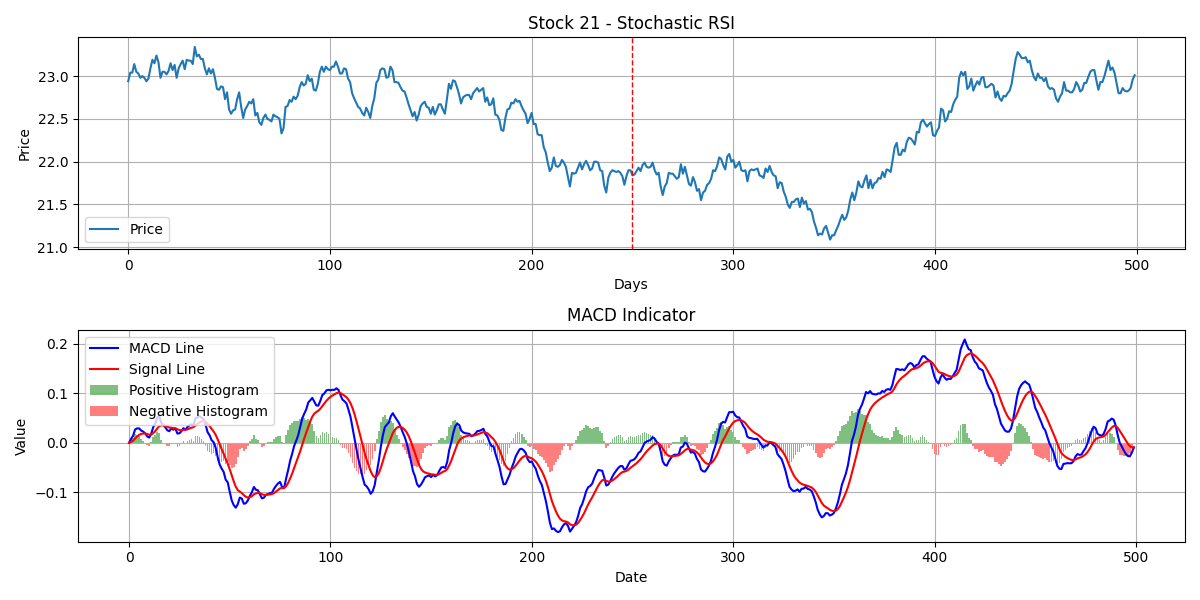 Stock 21 - Stochastic RSI
Price
23.0
22.5
22.0
21.5
21.0
Price
0
100
200
300
400
500
Days
MACD Indicator
Value
0.2
0.1
0.0
−0.1
MACD Line
Signal Line
Positive Histogram
Negative Histogram
0
100
200
300
400
500
Date